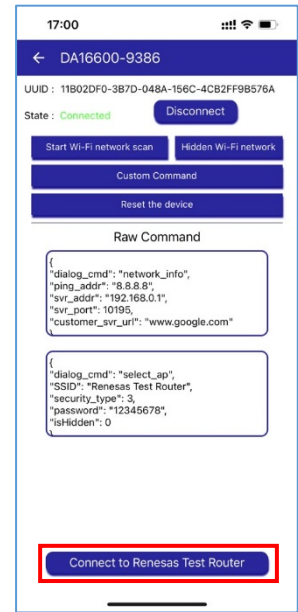 17:00
← DA16600-9386
UUID : 11B02DF0-3B7D-048A-156C-4CB2FF9B576A
State : Connected
Disconnect
Start Wi-Fi network scan
Hidden Wi-Fi network
Custom Command
Reset the device
Raw Command
{
"dialog_cmd": "network_info",
"ping_addr": "8.8.8.8",
"svr_addr": "192.168.0.1",
"svr_port": 10195,
"customer_svr_url": "www.google.com"
}
{
"dialog_cmd": "select_ap",
"SSID": "Renesas Test Router",
"security_type": 3,
"password": "12345678",
"isHidden": 0
}
Connect to Renesas Test Router